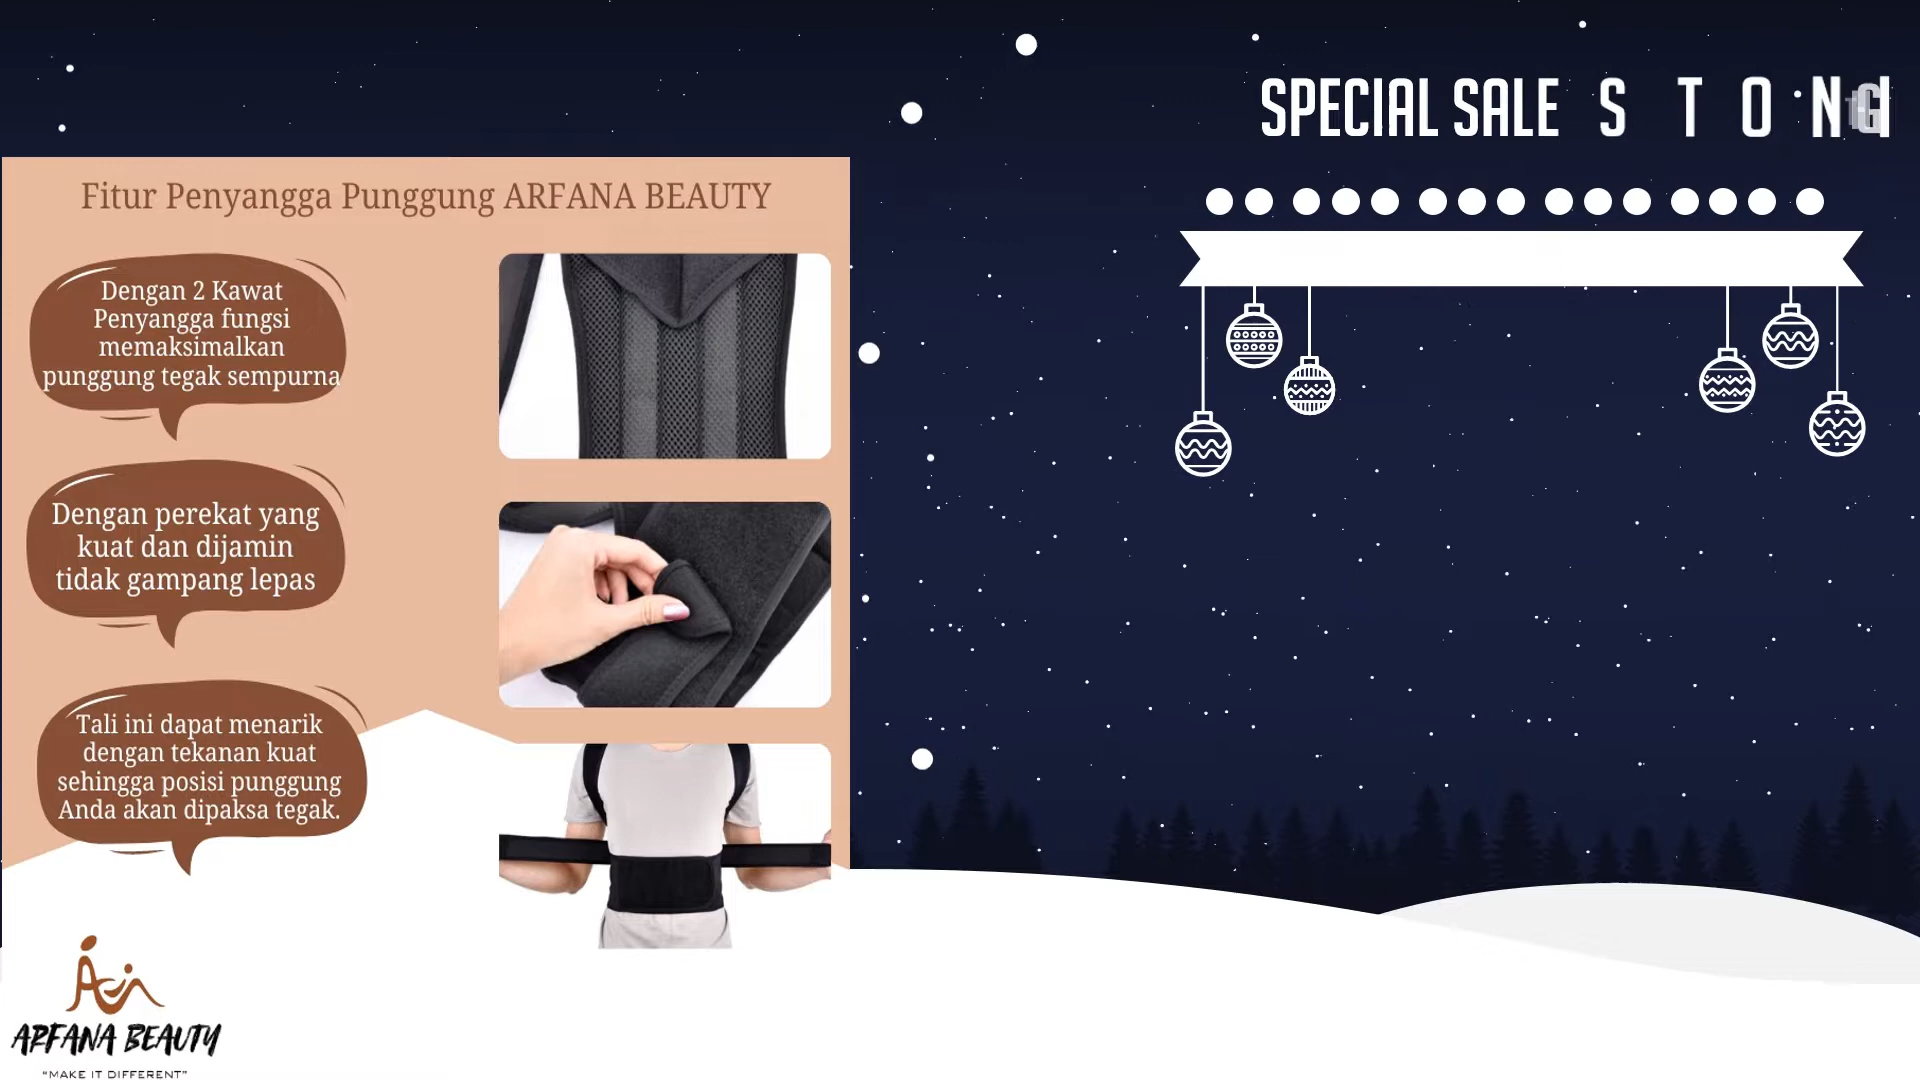 SPECIAL SALE
Fitur Penyangga Punggung ARFANA BEAUTY
Dengan 2 Kawat
Penyangga fungsi
memaksimalkan
punggung tegak sempurna
Dengan perekat yang
kuat dan dijamin
tidak gampang lepas
Tali ini dapat menarik
dengan tekanan kuat
sehingga posisi punggung
Anda akan dipaksa tegak.
ARFANA BEAUTY
"MAKE IT DIFFERENT"